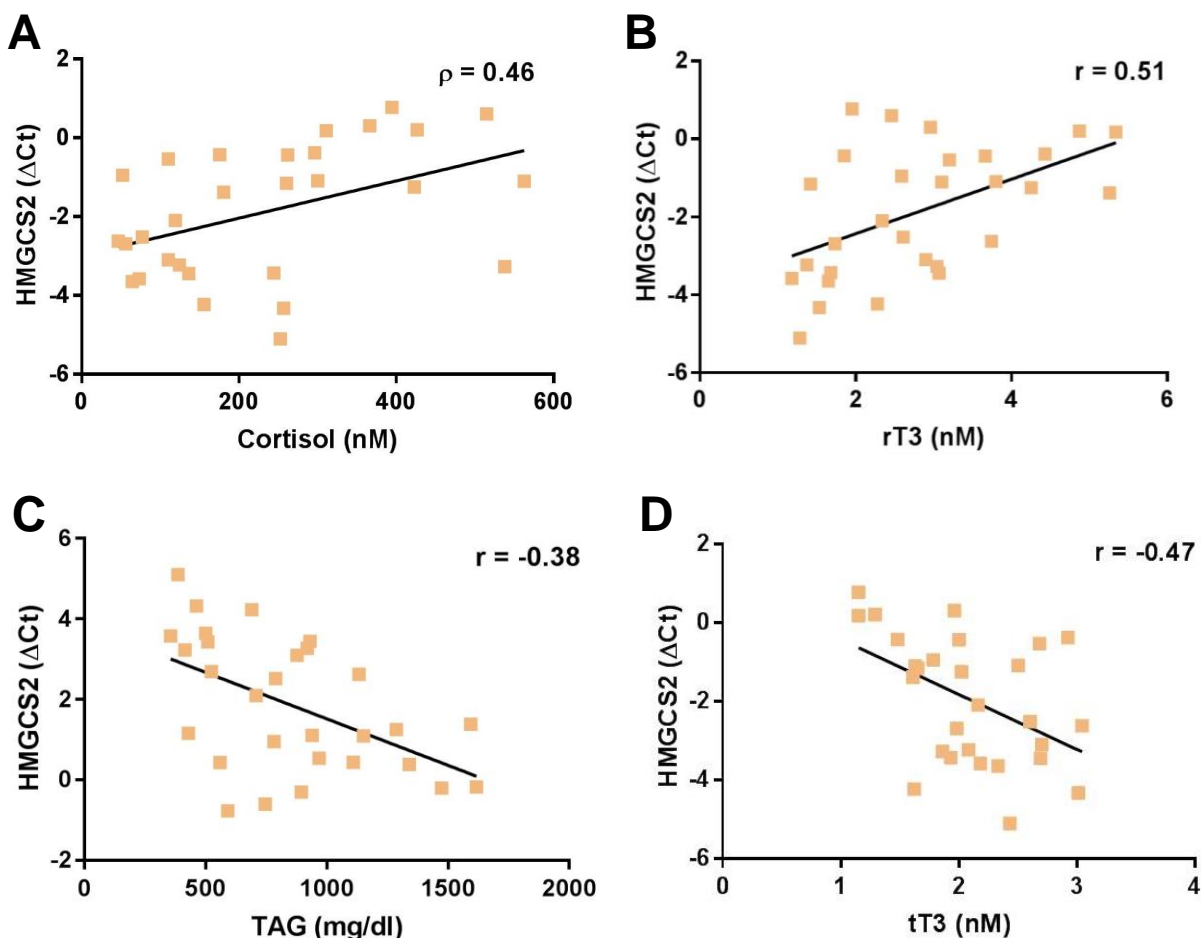 A
B
2
0
-2
-4
-6
HMGCS2 (ΔCt)
ρ = 0.46
0
200
400
600
Cortisol (nM)
2
0
-2
-4
-6
HMGCS2 (ΔCt)
r = 0.51
0
2
4
6
rT3 (nM)
C
D
6
4
2
0
-2
HMGCS2 (ΔCt)
r = -0.38
0
500
1000
1500
2000
TAG (mg/dl)
2
0
-2
-4
-6
HMGCS2 (ΔCt)
r = -0.47
0
1
2
3
4
tT3 (nM)